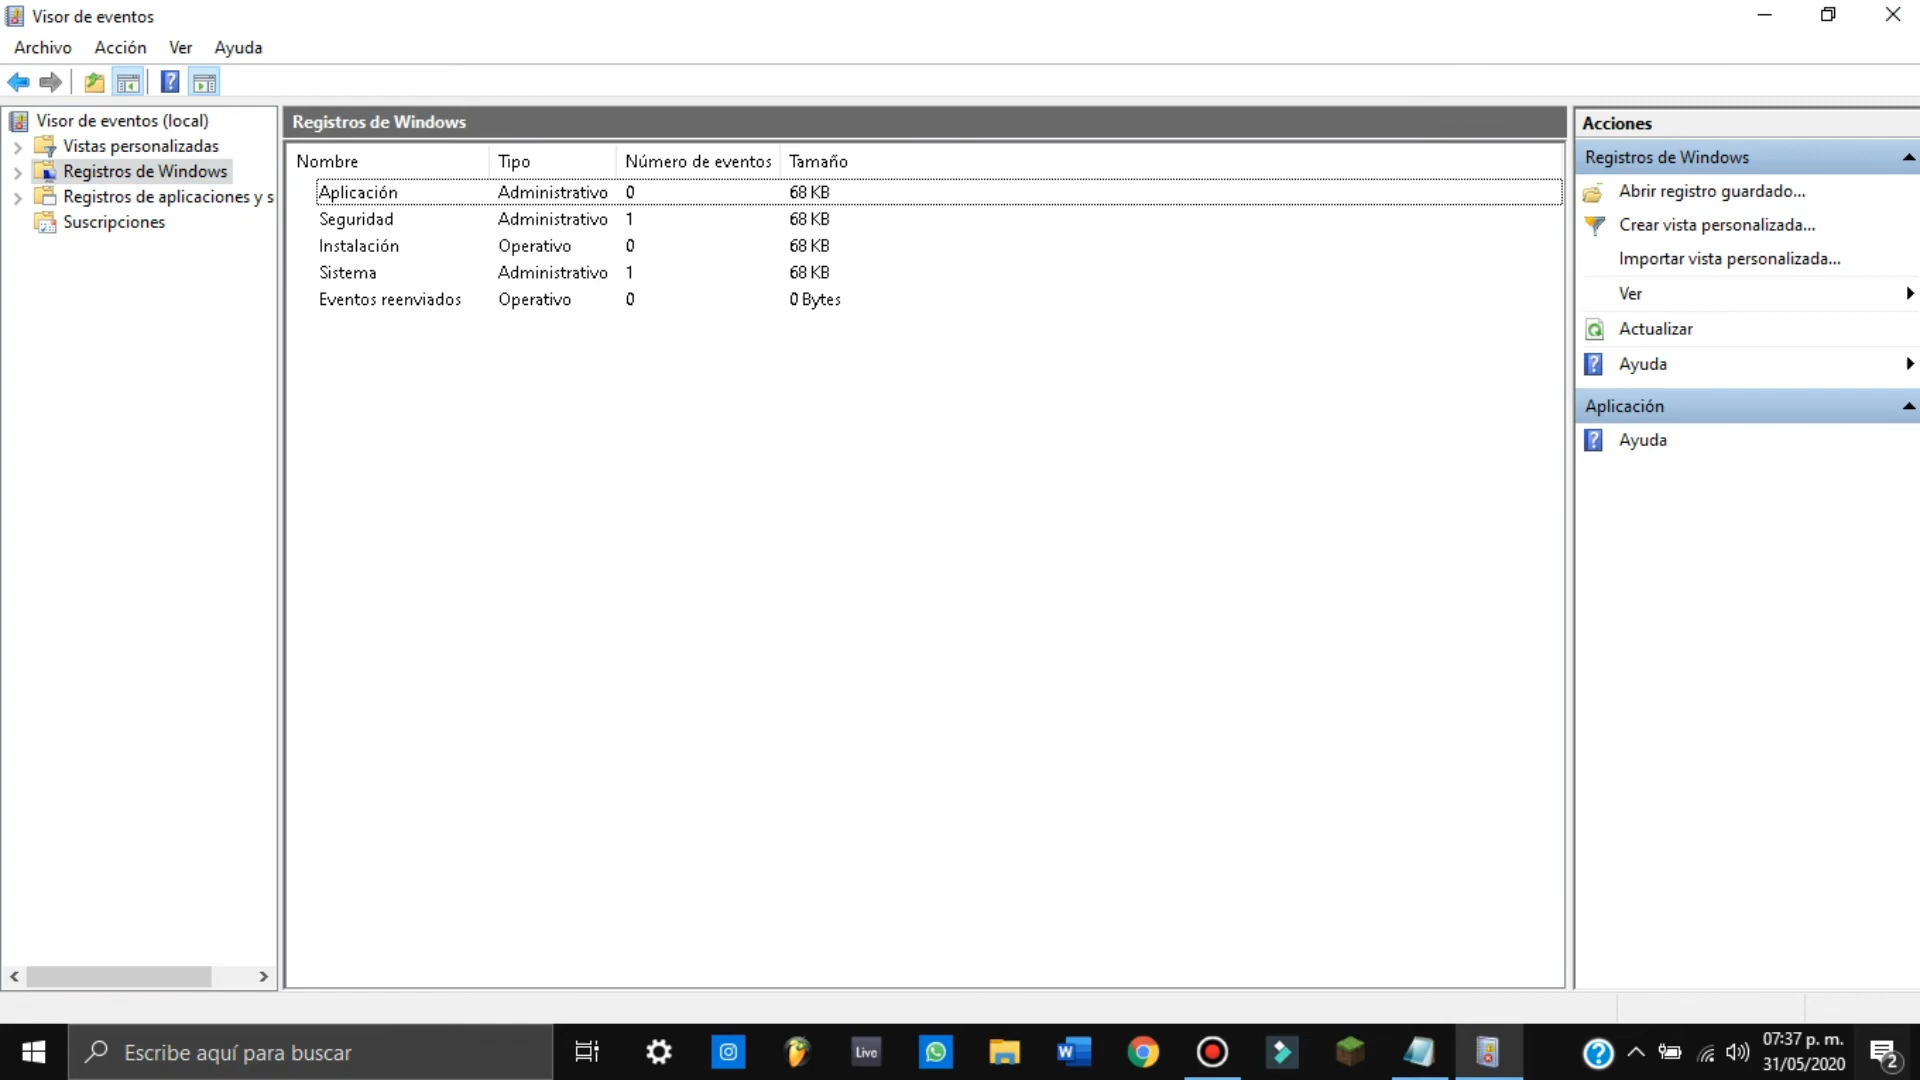 Visor de eventos
Archivo Acción Ver Ayuda
Visor de eventos (local)
Vistas personalizadas
Registros de Windows
Registros de aplicaciones y s
Suscripciones
Registros de Windows
Nombre Tipo Número de eventos Tamaño
Aplicación Administrativo 0 68 KB
Seguridad Administrativo 1 68 KB
Instalación Operativo 0 68 KB
Sistema Administrativo 1 68 KB
Eventos reenviados Operativo 0 0 Bytes
Acciones
Registros de Windows
Abrir registro guardado...
Crear vista personalizada...
Importar vista personalizada...
Ver
Actualizar
Ayuda
Aplicación
Ayuda
Escribe aquí para buscar
Live
W
07:37 p. m.
31/05/2020
2